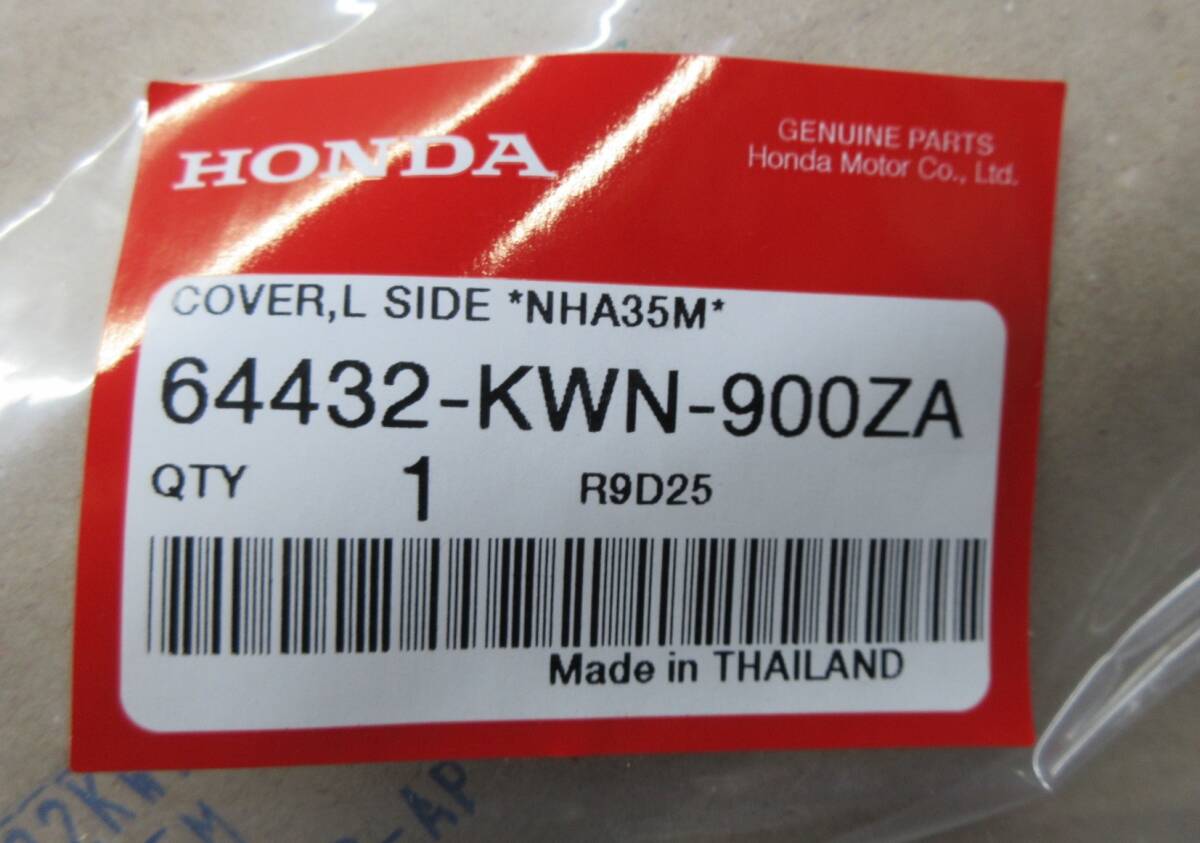 HONDA
GENUINE PARTS
Honda Motor Co., Ltd.
COVER,L SIDE *NHA35M*
64432-KWN-900ZA
QTY 1 R9D25
Made in THAILAND
-AP